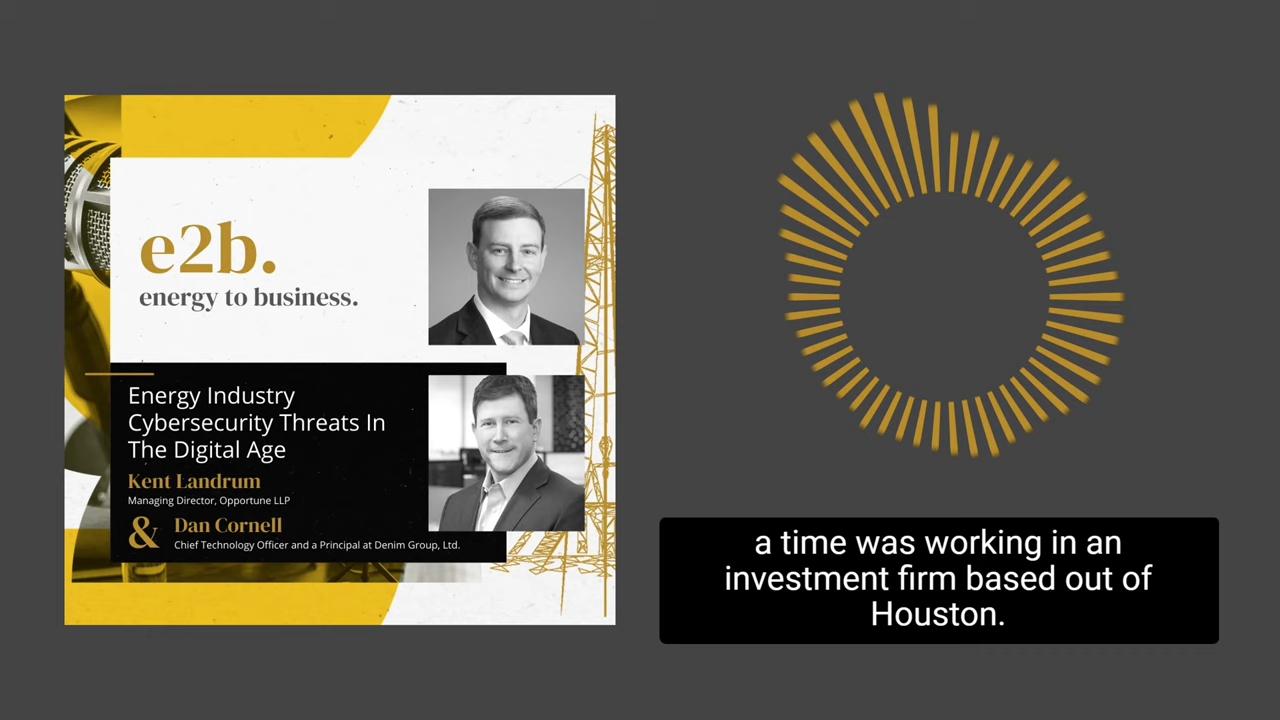 e2b.
energy to business.
Energy Industry
Cybersecurity Threats In
The Digital Age
Kent Landrum
Managing Director, Opportune LLP
& Dan Cornell
Chief Technology Officer and a Principal at Denim Group, Ltd.
a time was working in an
investment firm based out of
Houston.